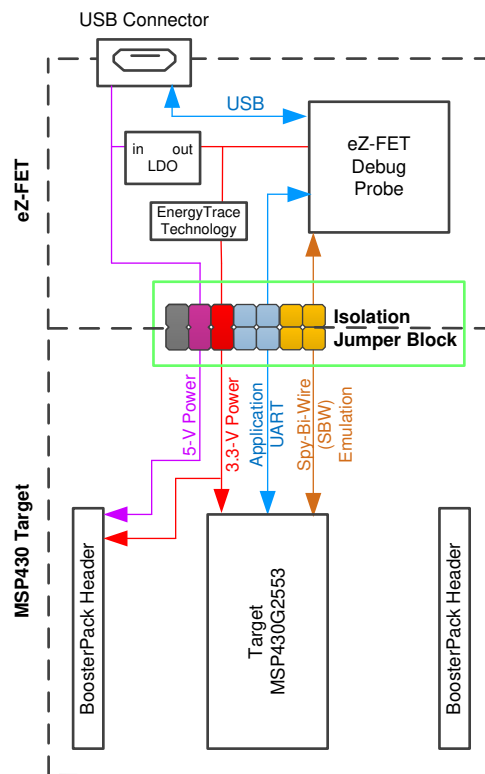 USB Connector
USB
in out
LDO
eZ-FET
Debug
Probe
EnergyTrace
Technology
eZ-FET
Isolation
Jumper Block
5-V Power
3.3-V Power
Application
UART
Spy-Bi-Wire
(SBW)
Emulation
MSP430 Target
BoosterPack Header
Target
MSP430G2553
BoosterPack Header